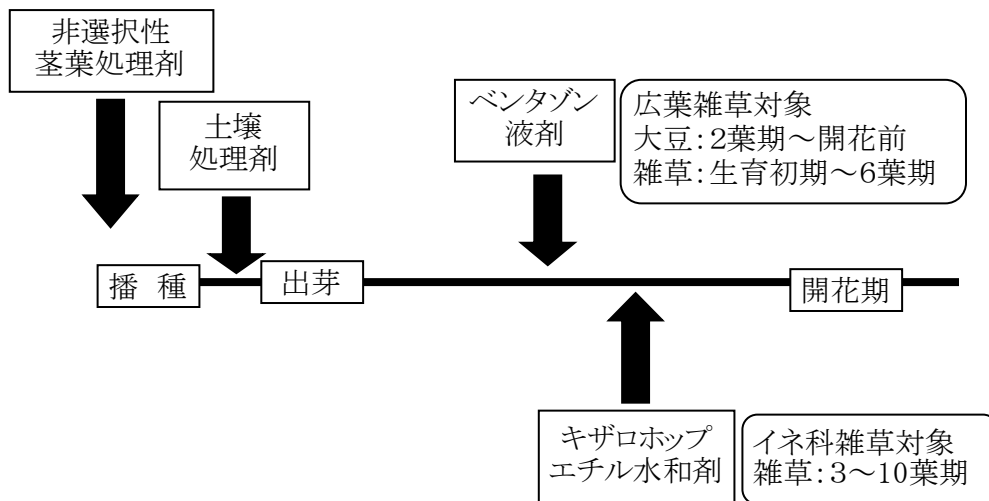 非選択性
茎葉処理剤
土壌
処理剤
ベンタゾン
液剤
広葉雑草対象
大豆：2葉期～開花前
雑草：生育初期～6葉期
播 種
出芽
開花期
キザロホップ
エチル水和剤
イネ科雑草対象
雑草：3～10葉期